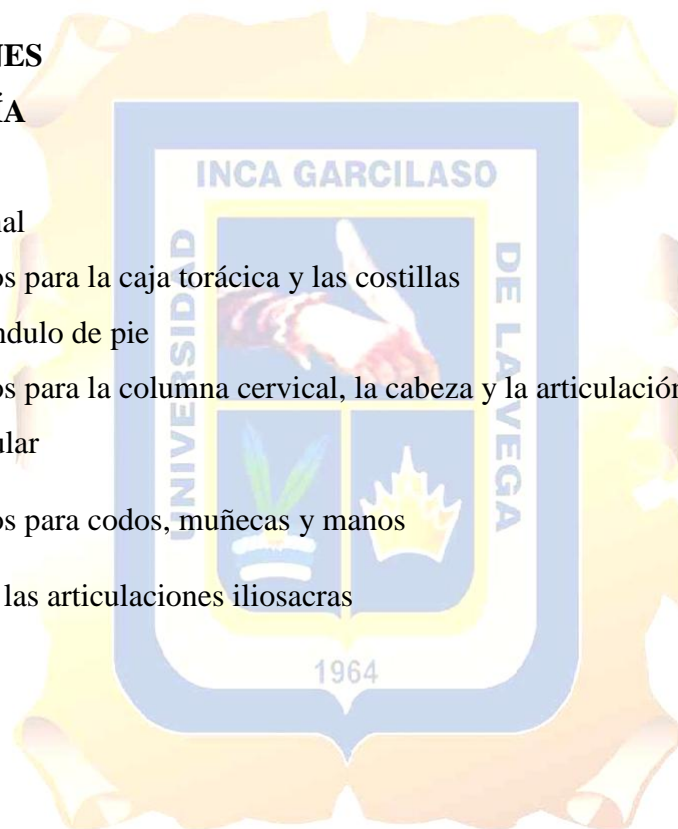 NES
ÍA
nal
os para la caja torácica y las costillas
ndulo de pie
os para la columna cervical, la cabeza y la articulación
ular
os para codos, muñecas y manos
las articulaciones iliosacras
INCA GARCILASO
UNIVERSIDAD
DE LA VEGA
1964